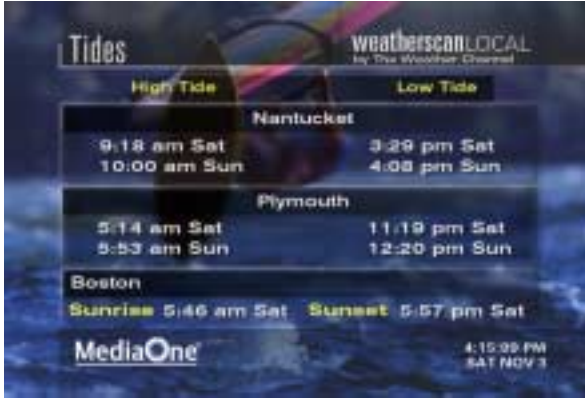 Tides
weatherscanLOCAL
by The Weather Channel
High Tide Low Tide
Nantucket
9:18 am Sat 3:29 pm Sat
10:00 am Sun 4:08 pm Sun
Plymouth
5:14 am Sat 11:19 pm Sat
5:53 am Sun 12:20 pm Sun
Boston
Sunrise 5:46 am Sat Sunset 5:57 pm Sat
MediaOne
4:15:09 PM
SAT NOV 3